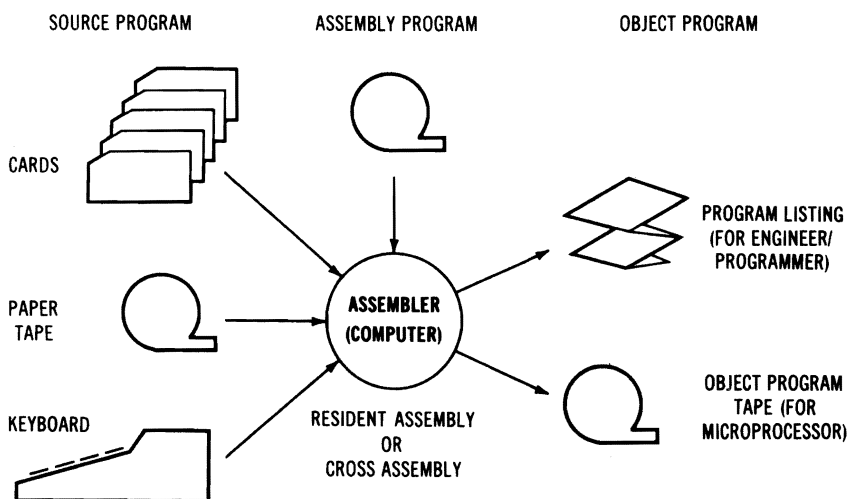 SOURCE PROGRAM
ASSEMBLY PROGRAM
OBJECT PROGRAM
CARDS
PROGRAM LISTING
(FOR ENGINEER/
PROGRAMMER)
PAPER
TAPE
ASSEMBLER
(COMPUTER)
KEYBOARD
RESIDENT ASSEMBLY
OR
CROSS ASSEMBLY
OBJECT PROGRAM
TAPE (FOR
MICROPROCESSOR)